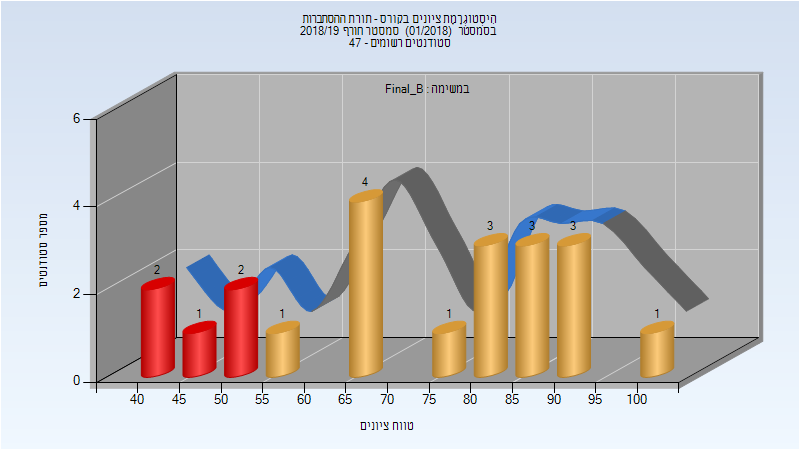 היסטוגרמת ציונים בקורס - תורת ההסתברות
בסמסטר (01/2018) סמסטר חורף 2018/19
סטודנטים רשומים - 47
במשימה : Final_B
מספר סטודנטים
6
4
2
0
2
1
2
1
4
1
3
3
3
1
40 45 50 55 60 65 70 75 80 85 90 95 100
טווח ציונים